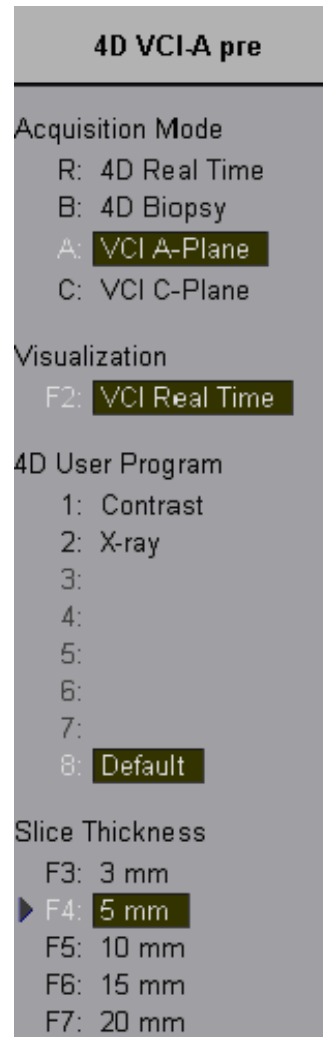 4D VCI-A pre
Acquisition Mode
R: 4D Real Time
B: 4D Biopsy
A: VCI A-Plane
C: VCI C-Plane
Visualization
F2: VCI Real Time
4D User Program
1: Contrast
2: X-ray
3:
4:
5:
6:
7:
8: Default
Slice Thickness
F3: 3 mm
F4: 5 mm
F5: 10 mm
F6: 15 mm
F7: 20 mm